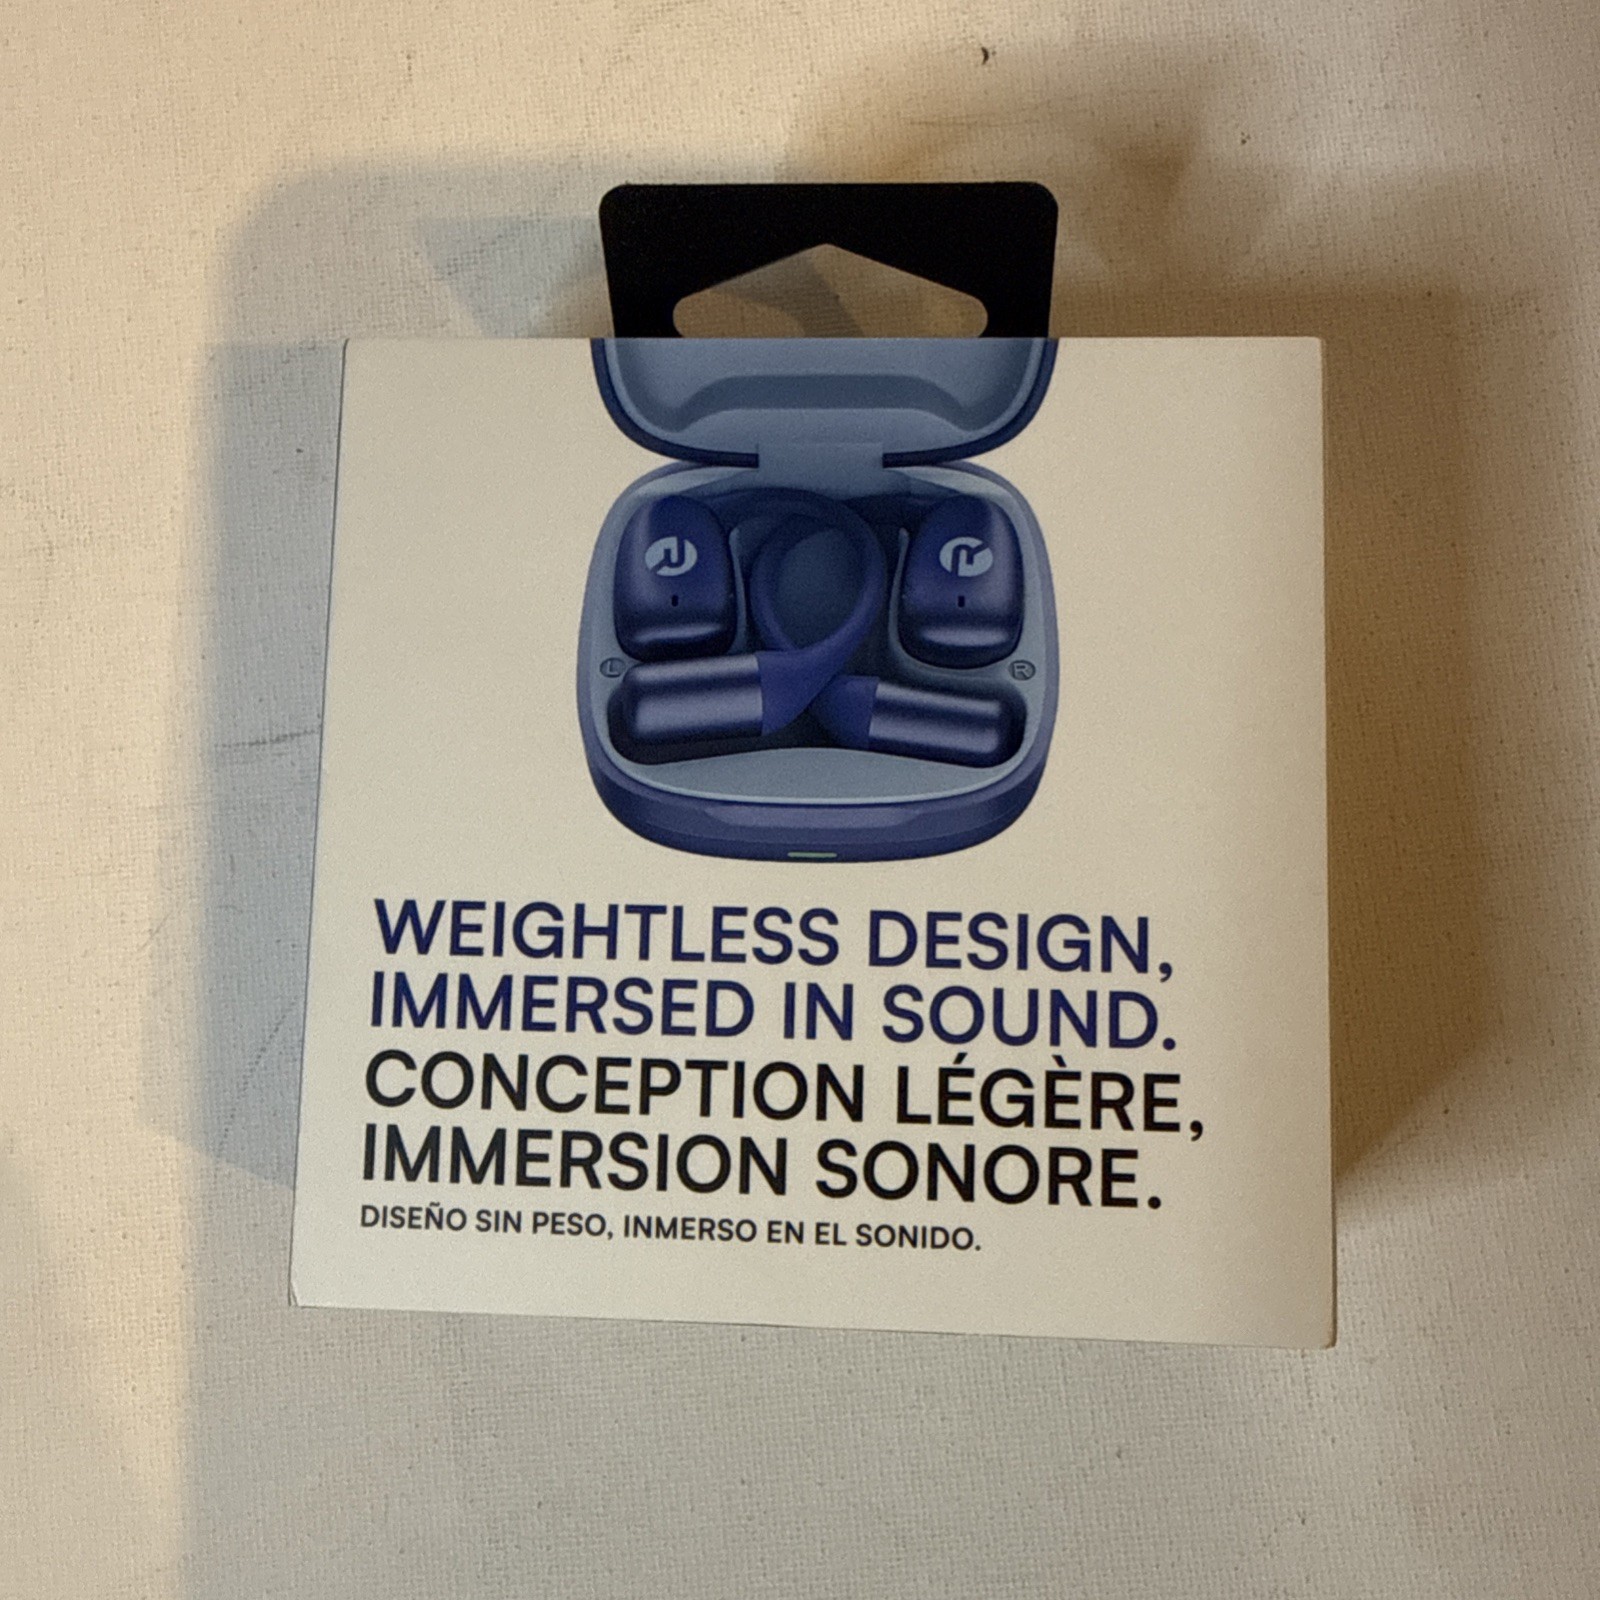 L
R
WEIGHTLESS DESIGN,
IMMERSED IN SOUND.
CONCEPTION LÉGÈRE,
IMMERSION SONORE.
DISEÑO SIN PESO, INMERSO EN EL SONIDO.